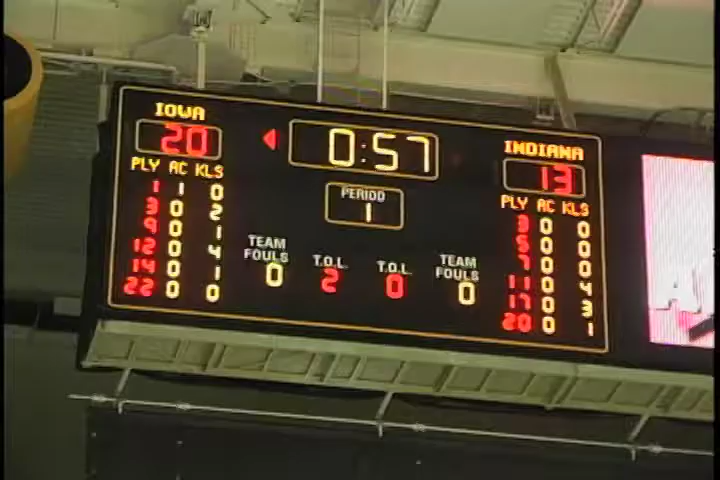 IOWA
20
0:57
INDIANA
13
PERIOD
1
PLY AC KLS
1 1 0
3 0 2
9 0 1
12 0 4
14 0 1
22 0 0
TEAM FOULS
0
T.O.L.
2
T.O.L.
0
TEAM FOULS
0
PLY AC KLS
3 0 0
5 0 0
7 0 0
11 0 4
17 0 3
20 0 1